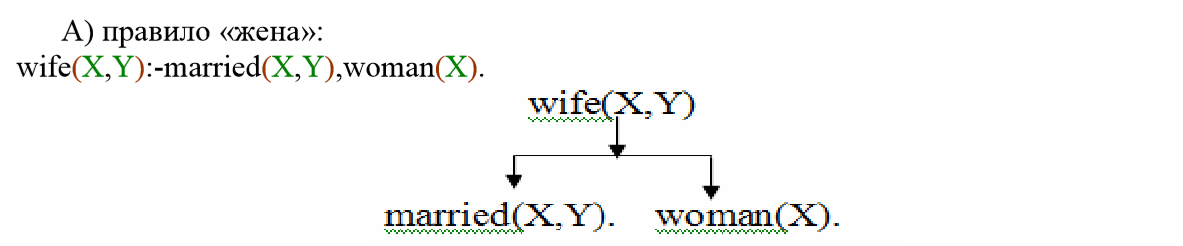 А) правило «жена»:
wife(X,Y):-married(X,Y),woman(X).
wife(X,Y)
married(X,Y). woman(X).